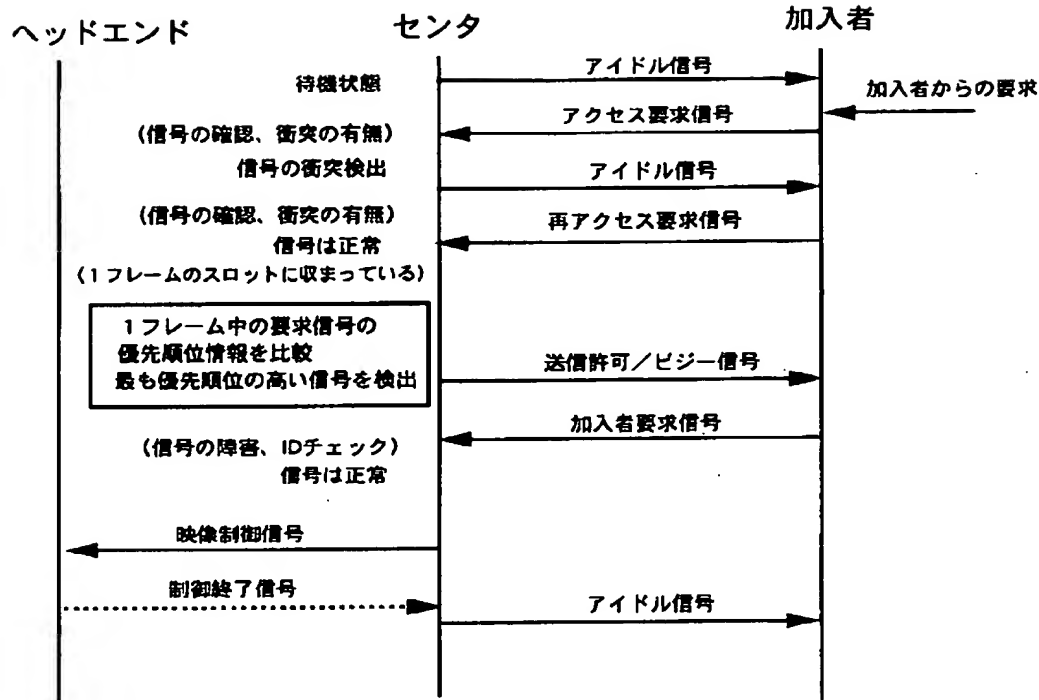 ヘッドエンド
センタ
加入者
待機状態
アイドル信号
加入者からの要求
アクセス要求信号
(信号の確認、衝突の有無)
信号の衝突検出
アイドル信号
(信号の確認、衝突の有無)
再アクセス要求信号
信号は正常
(1フレームのスロットに収まっている)
1フレーム中の要求信号の
優先順位情報を比較
最も優先順位の高い信号を検出
送信許可/ビジー信号
加入者要求信号
(信号の障害、IDチェック)
信号は正常
映像制御信号
制御終了信号
アイドル信号